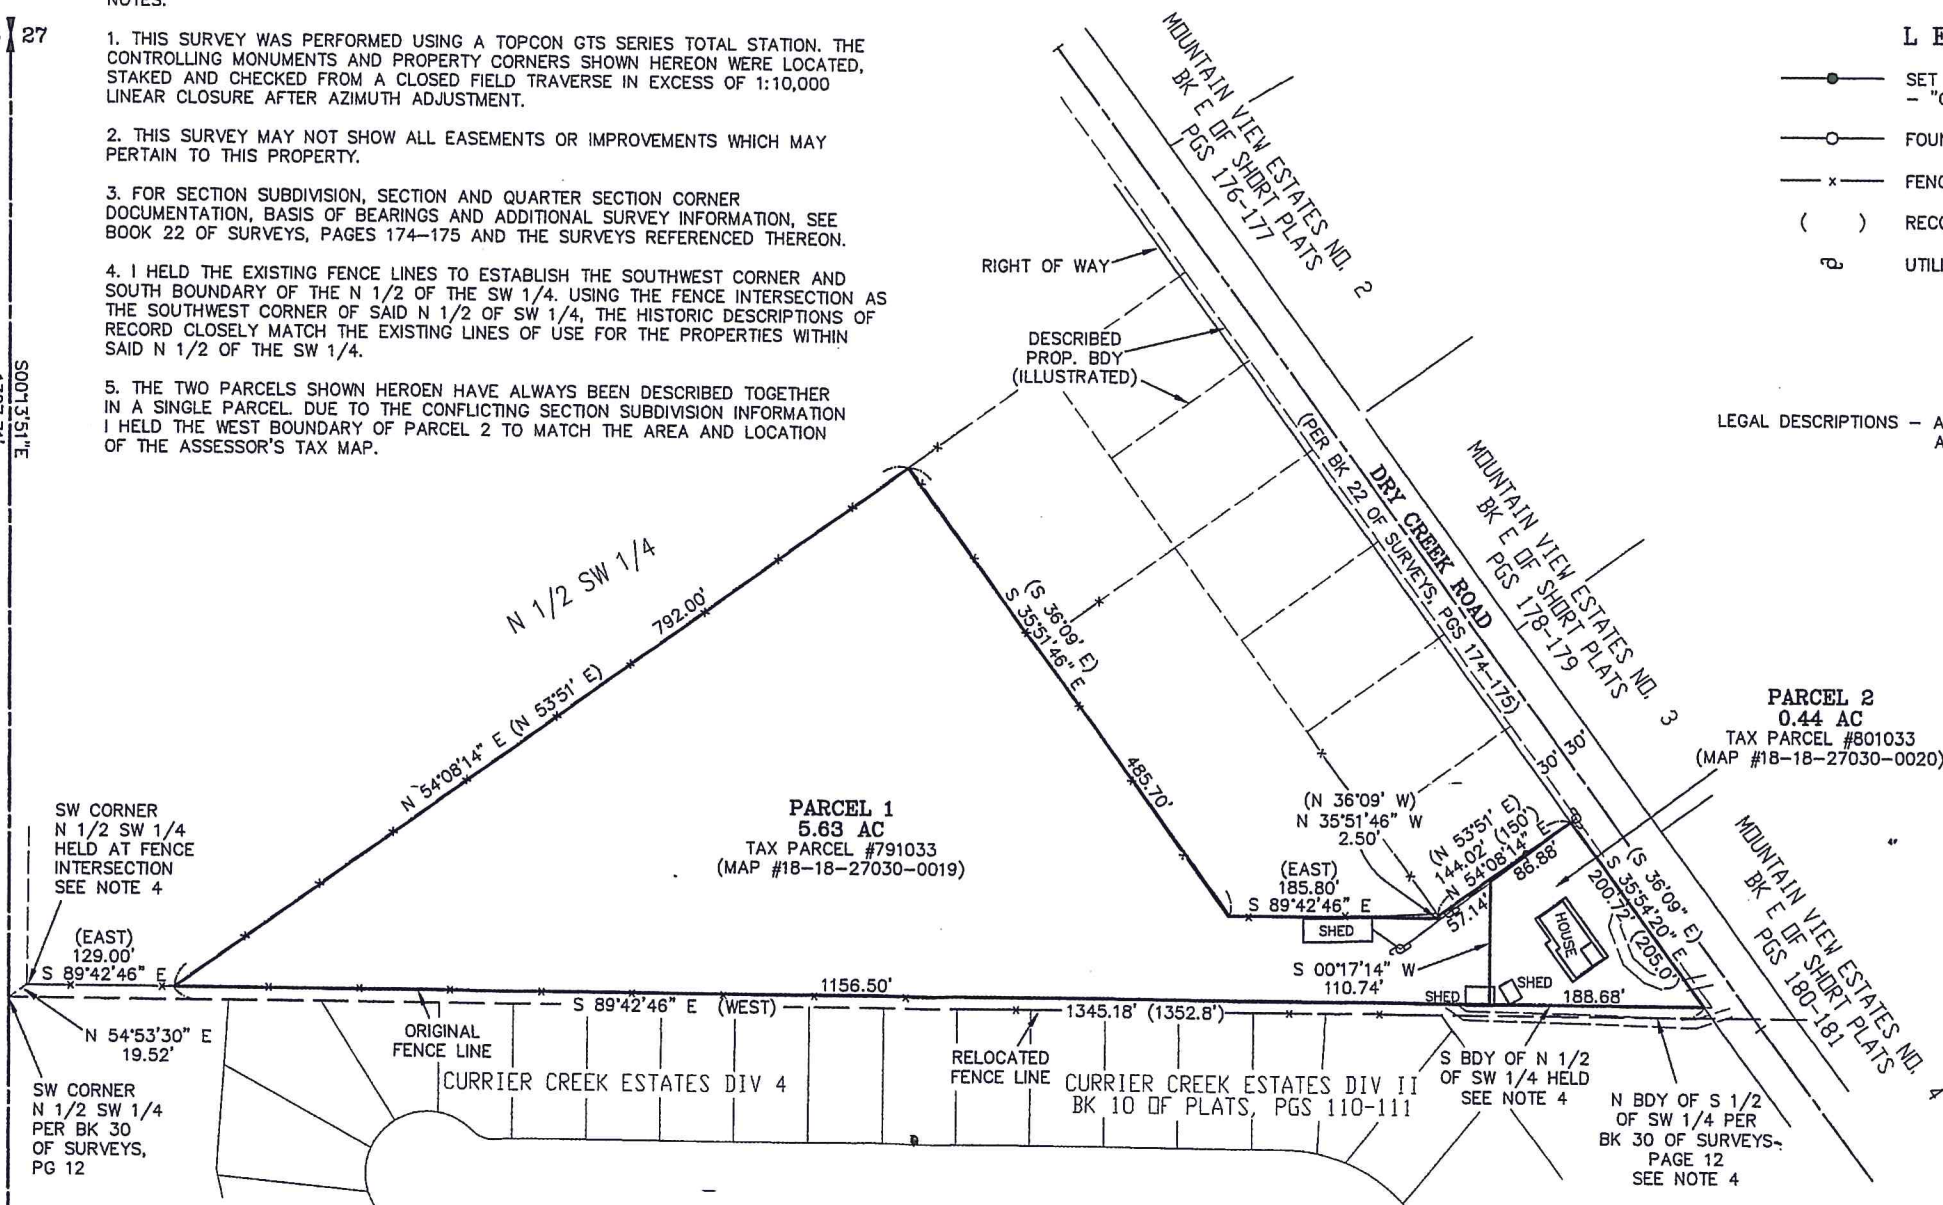 NOTES:
1. THIS SURVEY WAS PERFORMED USING A TOPCON GTS SERIES TOTAL STATION. THE
CONTROLLING MONUMENTS AND PROPERTY CORNERS SHOWN HEREON WERE LOCATED,
STAKED AND CHECKED FROM A CLOSED FIELD TRAVERSE IN EXCESS OF 1:10,000
LINEAR CLOSURE AFTER AZIMUTH ADJUSTMENT.
2. THIS SURVEY MAY NOT SHOW ALL EASEMENTS OR IMPROVEMENTS WHICH MAY
PERTAIN TO THIS PROPERTY.
3. FOR SECTION SUBDIVISION, SECTION AND QUARTER SECTION CORNER
DOCUMENTATION, BASIS OF BEARINGS AND ADDITIONAL SURVEY INFORMATION, SEE
BOOK 22 OF SURVEYS, PAGES 174-175 AND THE SURVEYS REFERENCED THEREON.
4. I HELD THE EXISTING FENCE LINES TO ESTABLISH THE SOUTHWEST CORNER AND
SOUTH BOUNDARY OF THE N 1/2 OF THE SW 1/4. USING THE FENCE INTERSECTION AS
THE SOUTHWEST CORNER OF SAID N 1/2 OF SW 1/4, THE HISTORIC DESCRIPTIONS OF
RECORD CLOSELY MATCH THE EXISTING LINES OF USE FOR THE PROPERTIES WITHIN
SAID N 1/2 OF THE SW 1/4.
5. THE TWO PARCELS SHOWN HEROEN HAVE ALWAYS BEEN DESCRIBED TOGETHER
IN A SINGLE PARCEL. DUE TO THE CONFLICTING SECTION SUBDIVISION INFORMATION
I HELD THE WEST BOUNDARY OF PARCEL 2 TO MATCH THE AREA AND LOCATION
OF THE ASSESSOR'S TAX MAP.
27
S00°13'51"E
L E
SET
- "C
FOUN
x FENC
( ) RECO
UTILI
LEGAL DESCRIPTIONS - A
A
MOUNTAIN VIEW ESTATES NO. 2
BK E OF SHORT PLATS
PGS 176-177
RIGHT OF WAY
DESCRIBED
PROP. BDY
(ILLUSTRATED)
DRY CREEK ROAD
(PER BK 22 OF SURVEYS, PGS 174-175)
MOUNTAIN VIEW ESTATES NO. 3
BK E OF SHORT PLATS
PGS 178-179
30' 30'
PARCEL 2
0.44 AC
TAX PARCEL #801033
(MAP #18-18-27030-0020)
MOUNTAIN VIEW ESTATES NO. 4
BK E OF SHORT PLATS
PGS 180-181
N 1/2 SW 1/4
792.00'
N 54°08'14" E (N 53°51' E)
(S 36°09' E)
S 35°51'46" E
485.70'
PARCEL 1
5.63 AC
TAX PARCEL #791033
(MAP #18-18-27030-0019)
(N 36°09' W)
N 35°51'46" W
2.50'
(N 53°51' E)
144.02' (150')
N 54°08'14" E
86.88'
57.14'
(EAST)
185.80'
S 89°42'46" E
SHED
HOUSE
(S 36°09" E)
S 35°54'20" E
200.72' (205.0')
S 00°17'14" W
110.74'
SHED
SHED
188.68'
SW CORNER
N 1/2 SW 1/4
HELD AT FENCE
INTERSECTION
SEE NOTE 4
(EAST)
129.00'
S 89°42'46" E
1156.50'
S 89°42'46" E (WEST)
1345.18' (1352.8')
N 54°53'30" E
19.52'
SW CORNER
N 1/2 SW 1/4
PER BK 30
OF SURVEYS,
PG 12
ORIGINAL
FENCE LINE
CURRIER CREEK ESTATES DIV 4
RELOCATED
FENCE LINE
CURRIER CREEK ESTATES DIV II
BK 10 OF PLATS, PGS 110-111
S BDY OF N 1/2
OF SW 1/4 HELD
SEE NOTE 4
N BDY OF S 1/2
OF SW 1/4 PER
BK 30 OF SURVEYS-
PAGE 12
SEE NOTE 4